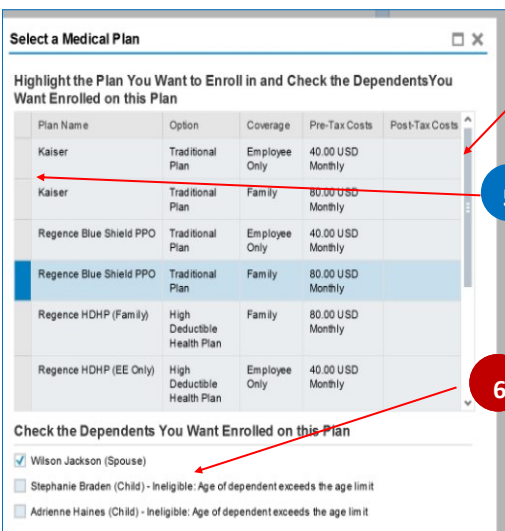 Select a Medical Plan
Highlight the Plan You Want to Enroll in and Check the DependentsYou
Want Enrolled on this Plan
Plan Name Option Coverage Pre-Tax Costs Post-Tax Costs
Kaiser Traditional Plan Employee Only 40.00 USD Monthly
Kaiser Traditional Plan Family 80.00 USD Monthly
Regence Blue Shield PPO Traditional Plan Employee Only 40.00 USD Monthly
Regence Blue Shield PPO Traditional Plan Family 80.00 USD Monthly
Regence HDHP (Family) High Deductible Health Plan Family 80.00 USD Monthly
Regence HDHP (EE Only) High Deductible Health Plan Employee Only 40.00 USD Monthly
6
Check the Dependents You Want Enrolled on this Plan
Wilson Jackson (Spouse)
Stephanie Braden (Child) - Ineligible: Age of dependent exceeds the age limit
Adrienne Haines (Child) - Ineligible: Age of dependent exceeds the age limit